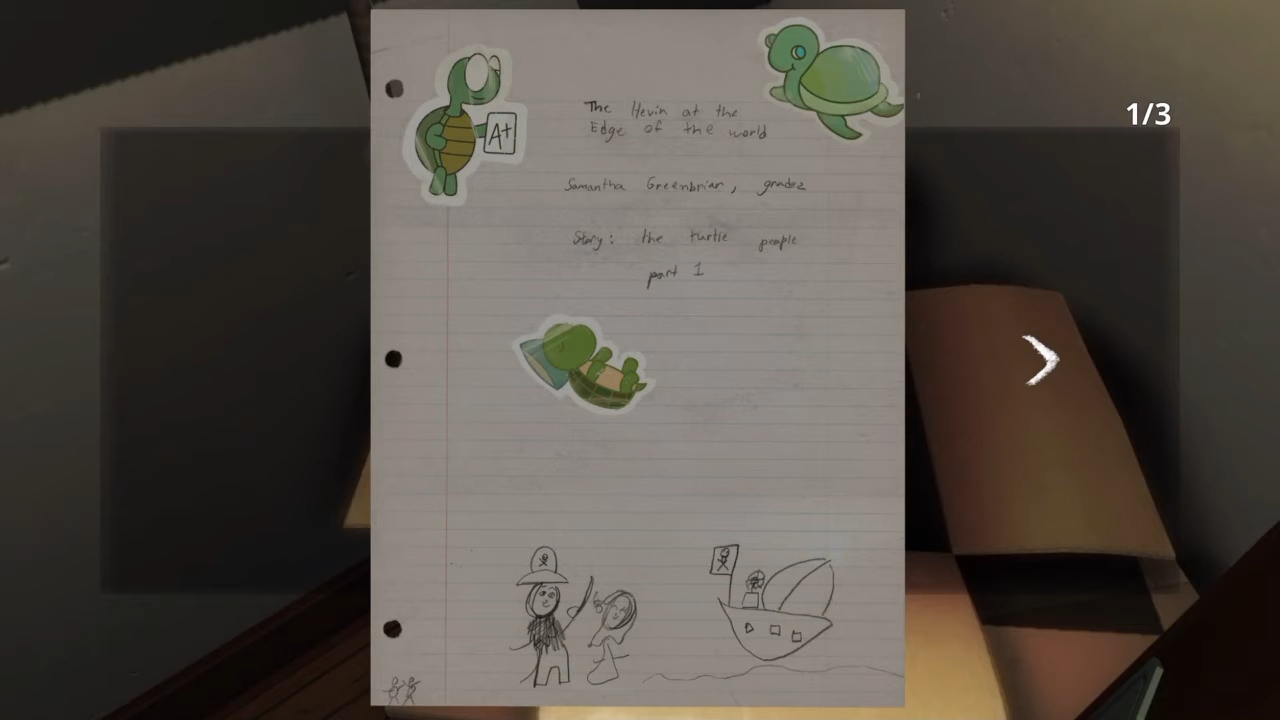 A+
1/3
The Hevin at the
Edge of the world
Samantha Greenbriar, grade2
Story: the turtle people
part 1